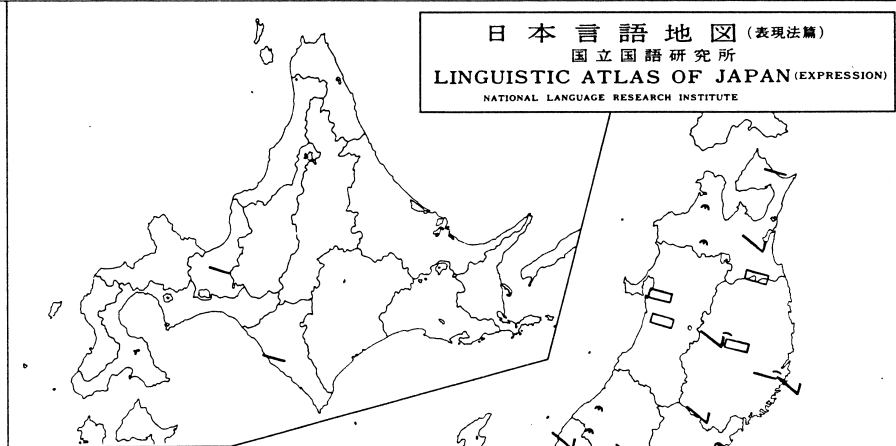 日本言語地図(表現法篇)
国立国語研究所
LINGUISTIC ATLAS OF JAPAN (EXPRESSION)
NATIONAL LANGUAGE RESEARCH INSTITUTE